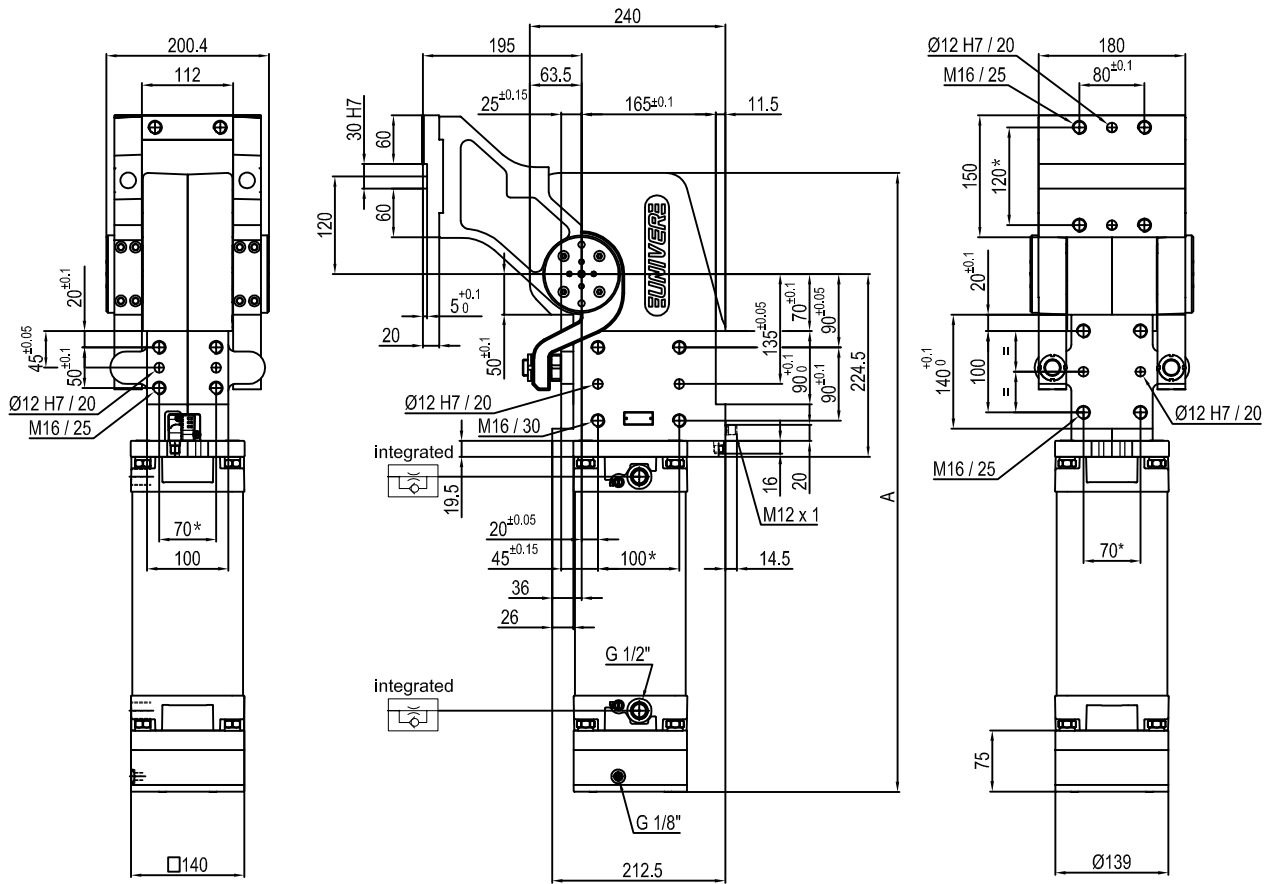 200.4
112
20±0.1
45±0.05
50±0.1
Ø12 H7 / 20
M16 / 25
70*
100
□140
240
195
63.5
25±0.15
165±0.1
11.5
30 H7
60
120
60
5 +0.1 0
20
50±0.1
UNIVER
70±0.1
90±0.05
135±0.05
90 +0.1 0
90±0.1
224.5
Ø12 H7 / 20
M16 / 30
integrated
19.5
16
20
M12 x 1
20±0.05
45±0.15
100*
14.5
36
26
A
G 1/2"
integrated
G 1/8"
212.5
Ø12 H7 / 20
180
M16 / 25
80±0.1
150
120*
20±0.1
140 +0.1 0
100
=
=
Ø12 H7 / 20
M16 / 25
70*
75
Ø139